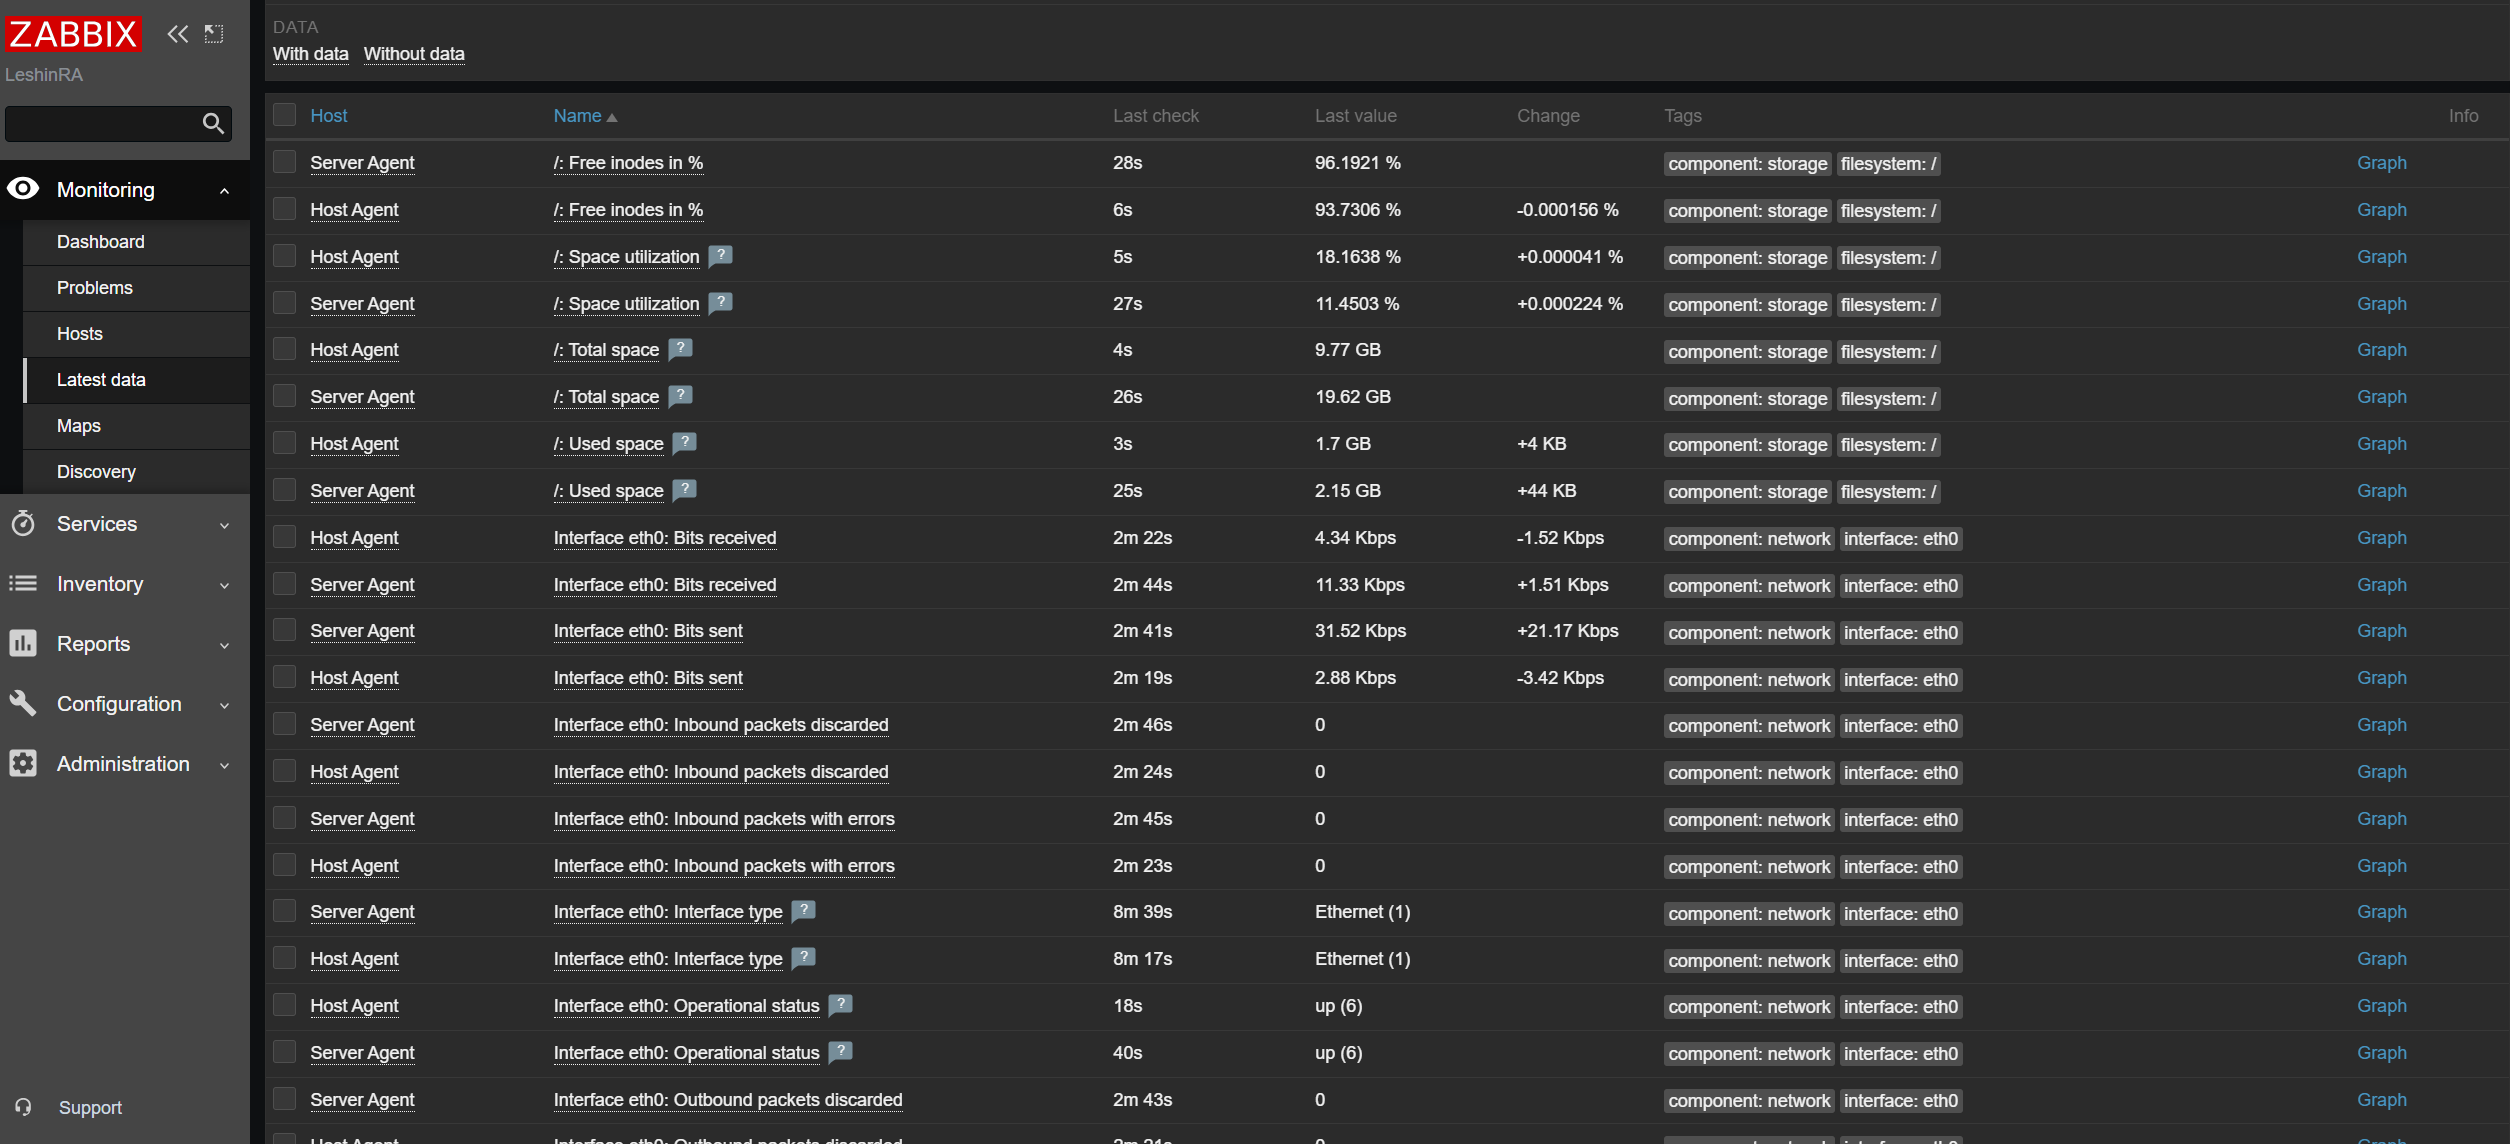 ZABBIX
LeshinRA
Monitoring
Dashboard
Problems
Hosts
Latest data
Maps
Discovery
Services
Inventory
Reports
Configuration
Administration
Support
DATA
With data Without data
Host Name Last check Last value Change Tags Info
Server Agent /: Free inodes in % 28s 96.1921 % component: storage filesystem: / Graph
Host Agent /: Free inodes in % 6s 93.7306 % -0.000156 % component: storage filesystem: / Graph
Host Agent /: Space utilization ? 5s 18.1638 % +0.000041 % component: storage filesystem: / Graph
Server Agent /: Space utilization ? 27s 11.4503 % +0.000224 % component: storage filesystem: / Graph
Host Agent /: Total space ? 4s 9.77 GB component: storage filesystem: / Graph
Server Agent /: Total space ? 26s 19.62 GB component: storage filesystem: / Graph
Host Agent /: Used space ? 3s 1.7 GB +4 KB component: storage filesystem: / Graph
Server Agent /: Used space ? 25s 2.15 GB +44 KB component: storage filesystem: / Graph
Host Agent Interface eth0: Bits received 2m 22s 4.34 Kbps -1.52 Kbps component: network interface: eth0 Graph
Server Agent Interface eth0: Bits received 2m 44s 11.33 Kbps +1.51 Kbps component: network interface: eth0 Graph
Server Agent Interface eth0: Bits sent 2m 41s 31.52 Kbps +21.17 Kbps component: network interface: eth0 Graph
Host Agent Interface eth0: Bits sent 2m 19s 2.88 Kbps -3.42 Kbps component: network interface: eth0 Graph
Server Agent Interface eth0: Inbound packets discarded 2m 46s 0 component: network interface: eth0 Graph
Host Agent Interface eth0: Inbound packets discarded 2m 24s 0 component: network interface: eth0 Graph
Server Agent Interface eth0: Inbound packets with errors 2m 45s 0 component: network interface: eth0 Graph
Host Agent Interface eth0: Inbound packets with errors 2m 23s 0 component: network interface: eth0 Graph
Server Agent Interface eth0: Interface type ? 8m 39s Ethernet (1) component: network interface: eth0 Graph
Host Agent Interface eth0: Interface type ? 8m 17s Ethernet (1) component: network interface: eth0 Graph
Host Agent Interface eth0: Operational status ? 18s up (6) component: network interface: eth0 Graph
Server Agent Interface eth0: Operational status ? 40s up (6) component: network interface: eth0 Graph
Server Agent Interface eth0: Outbound packets discarded 2m 43s 0 component: network interface: eth0 Graph